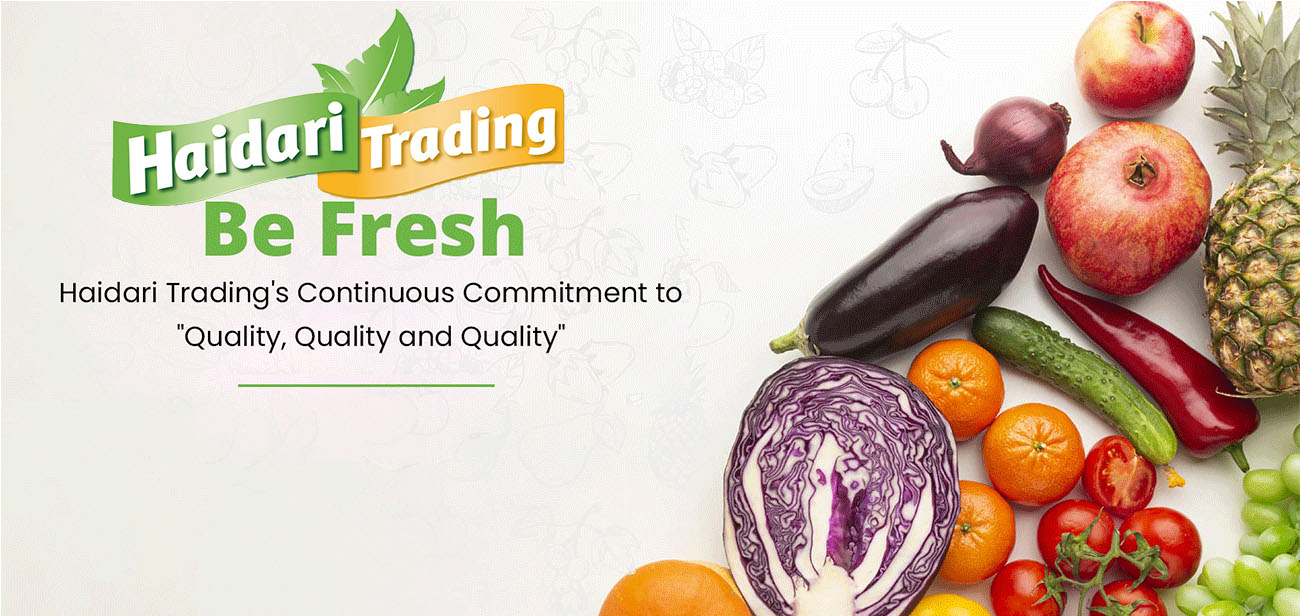 Haidari Trading
Be Fresh
Haidari Trading's Continuous Commitment to
"Quality, Quality and Quality"